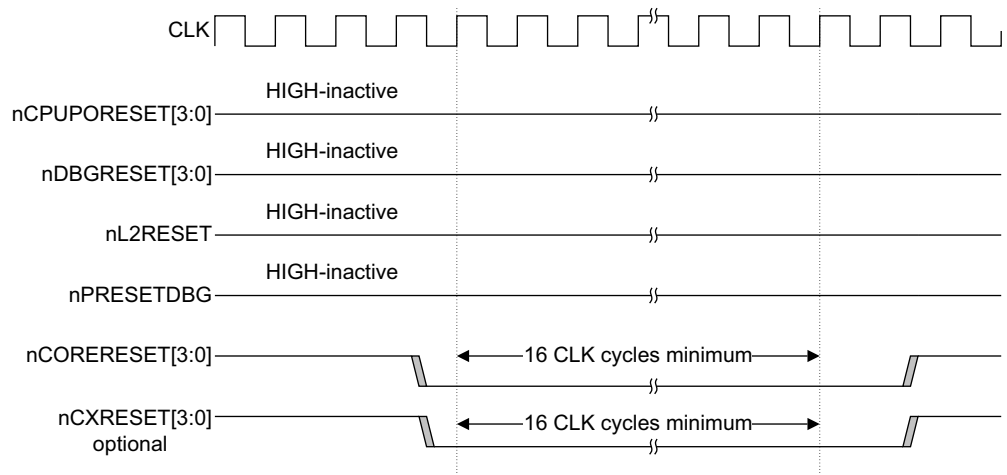 CLK
HIGH-inactive
nCPUPORESET[3:0]
HIGH-inactive
nDBGRESET[3:0]
HIGH-inactive
nL2RESET
HIGH-inactive
nPRESETDBG
nCORERESET[3:0]
16 CLK cycles minimum
nCXRESET[3:0]
16 CLK cycles minimum
optional